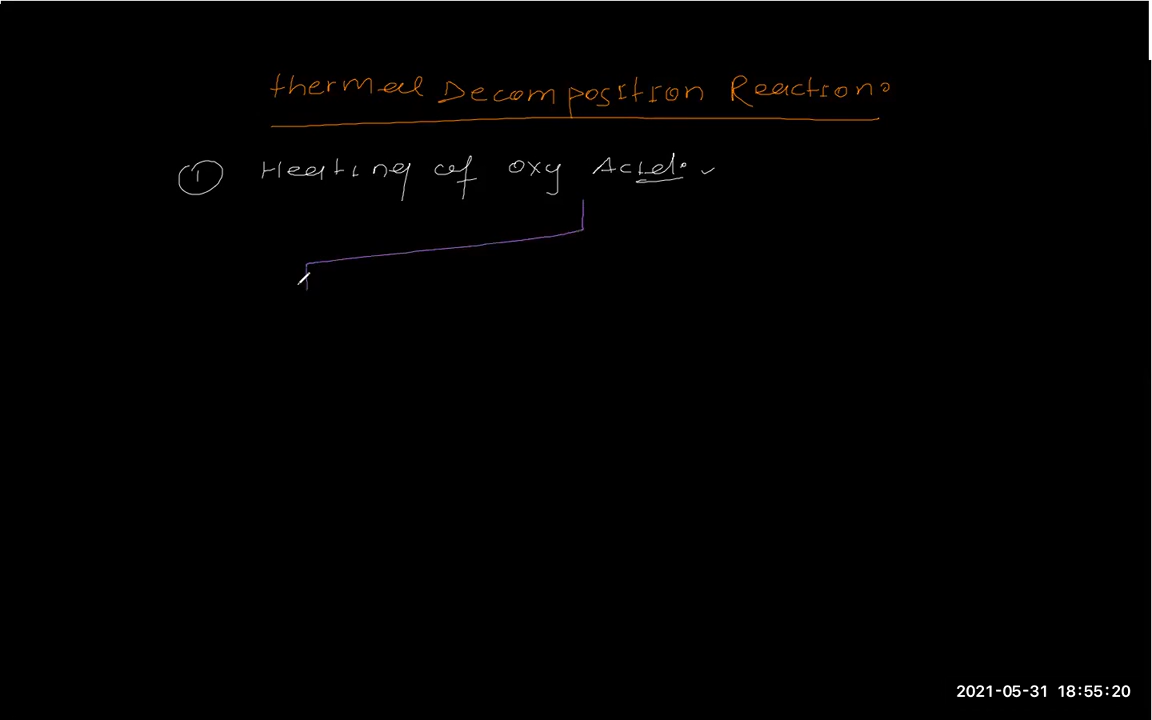 thermal Decomposition Reactions
① Heating of oxy Acids
2021-05-31 18:55:20